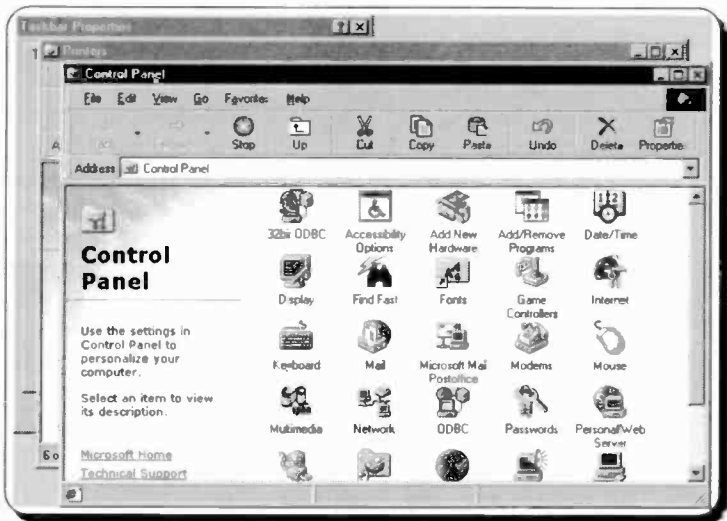 Taskbar Properties
Printers
Control Panel
File Edit View Go Favorites Help
Stop Up Cut Copy Paste Undo Delete Propertie
Address Control Panel
Control
Panel
Use the settings in
Control Panel to
personalize your
computer.
Select an item to view
its description.
Microsoft Home
Technical Support
32bit ODBC Accessibility Options Add New Hardware Add/Remove Programs Date/Time
Display Find Fast Fonts Game Controllers Internet
Keyboard Mail Microsoft Mail Postoffice Modems Mouse
Multimedia Network ODBC Passwords Personal Web Server
6 o